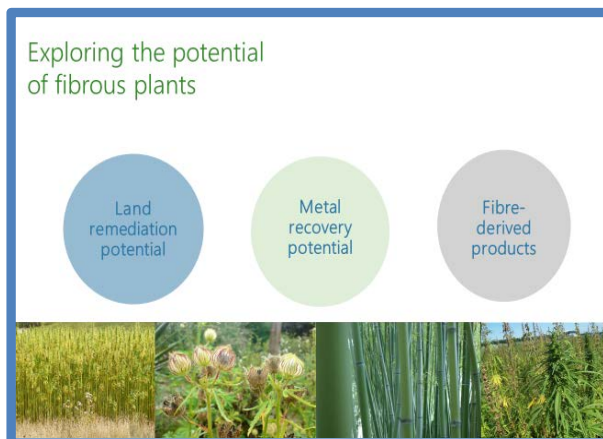 Exploring the potential
of fibrous plants
Land
remediation
potential
Metal
recovery
potential
Fibre-
derived
products